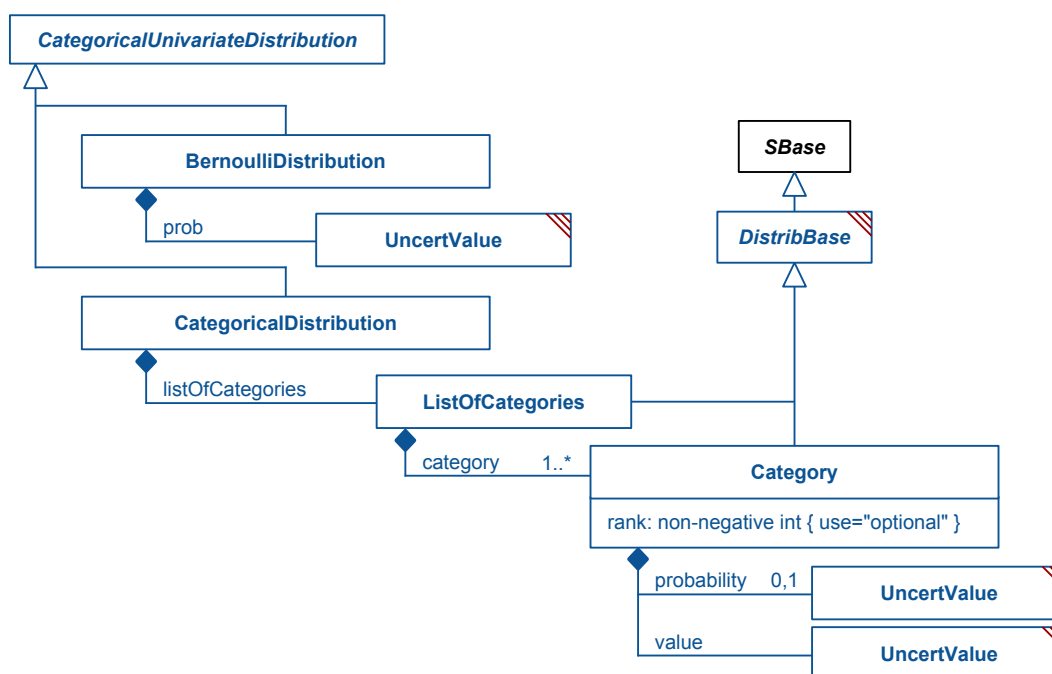 CategoricalUnivariateDistribution
SBase
BernoulliDistribution
prob
UncertValue
DistribBase
CategoricalDistribution
listOfCategories
ListOfCategories
category 1..*
Category
rank: non-negative int { use="optional" }
probability 0,1
UncertValue
value
UncertValue